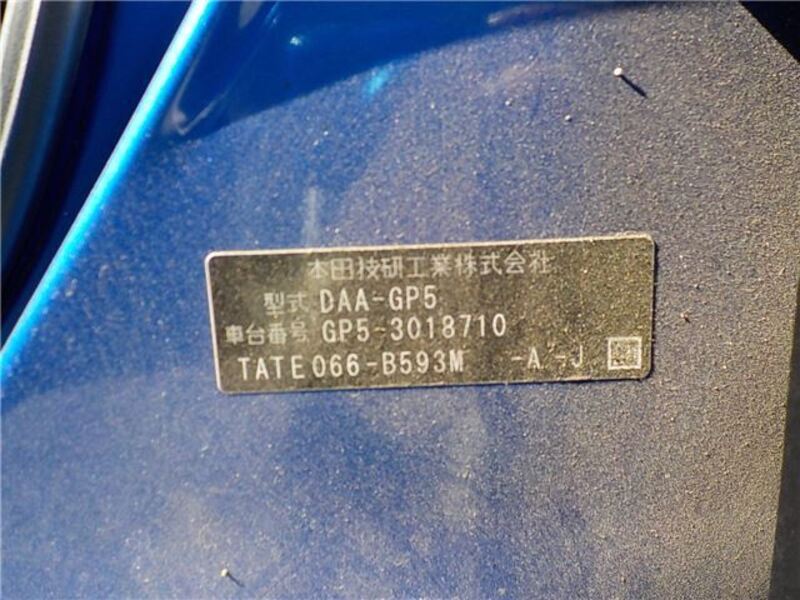 本田技研工業株式会社
型式 DAA-GP5
車台番号 GP5-3018710
TATE066-B593M -A -J